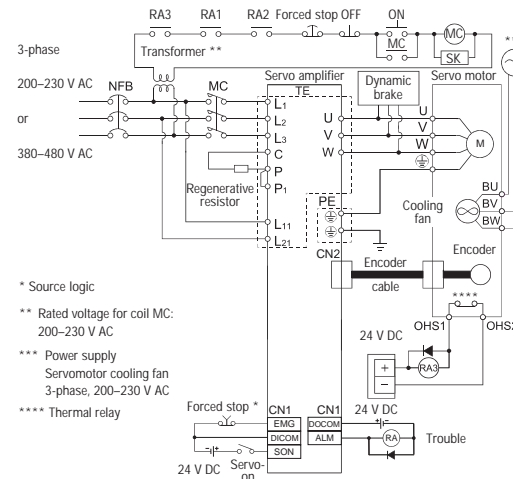 RA3 RA1 RA2 Forced stop OFF ON
MC
MC
SK
3-phase
Transformer **
200–230 V AC
NFB
MC
or
380–480 V AC
Servo amplifier
TE
Dynamic
brake
Servo motor
L1
L2
L3
C
P
P1
L11
L21
U
V
W
U
V
W
M
Regenerative
resistor
PE
Cooling
fan
BU
BV
BW
CN2
Encoder
cable
Encoder
****
OHS1
OHS2
24 V DC
+
–
RA3
* Source logic
** Rated voltage for coil MC:
200–230 V AC
*** Power supply
Servomotor cooling fan
3-phase, 200–230 V AC
**** Thermal relay
Forced stop *
CN1
CN1
24 V DC
EMG
DICOM
SON
DOCOM
ALM
RA
Trouble
24 V DC
Servo-
on